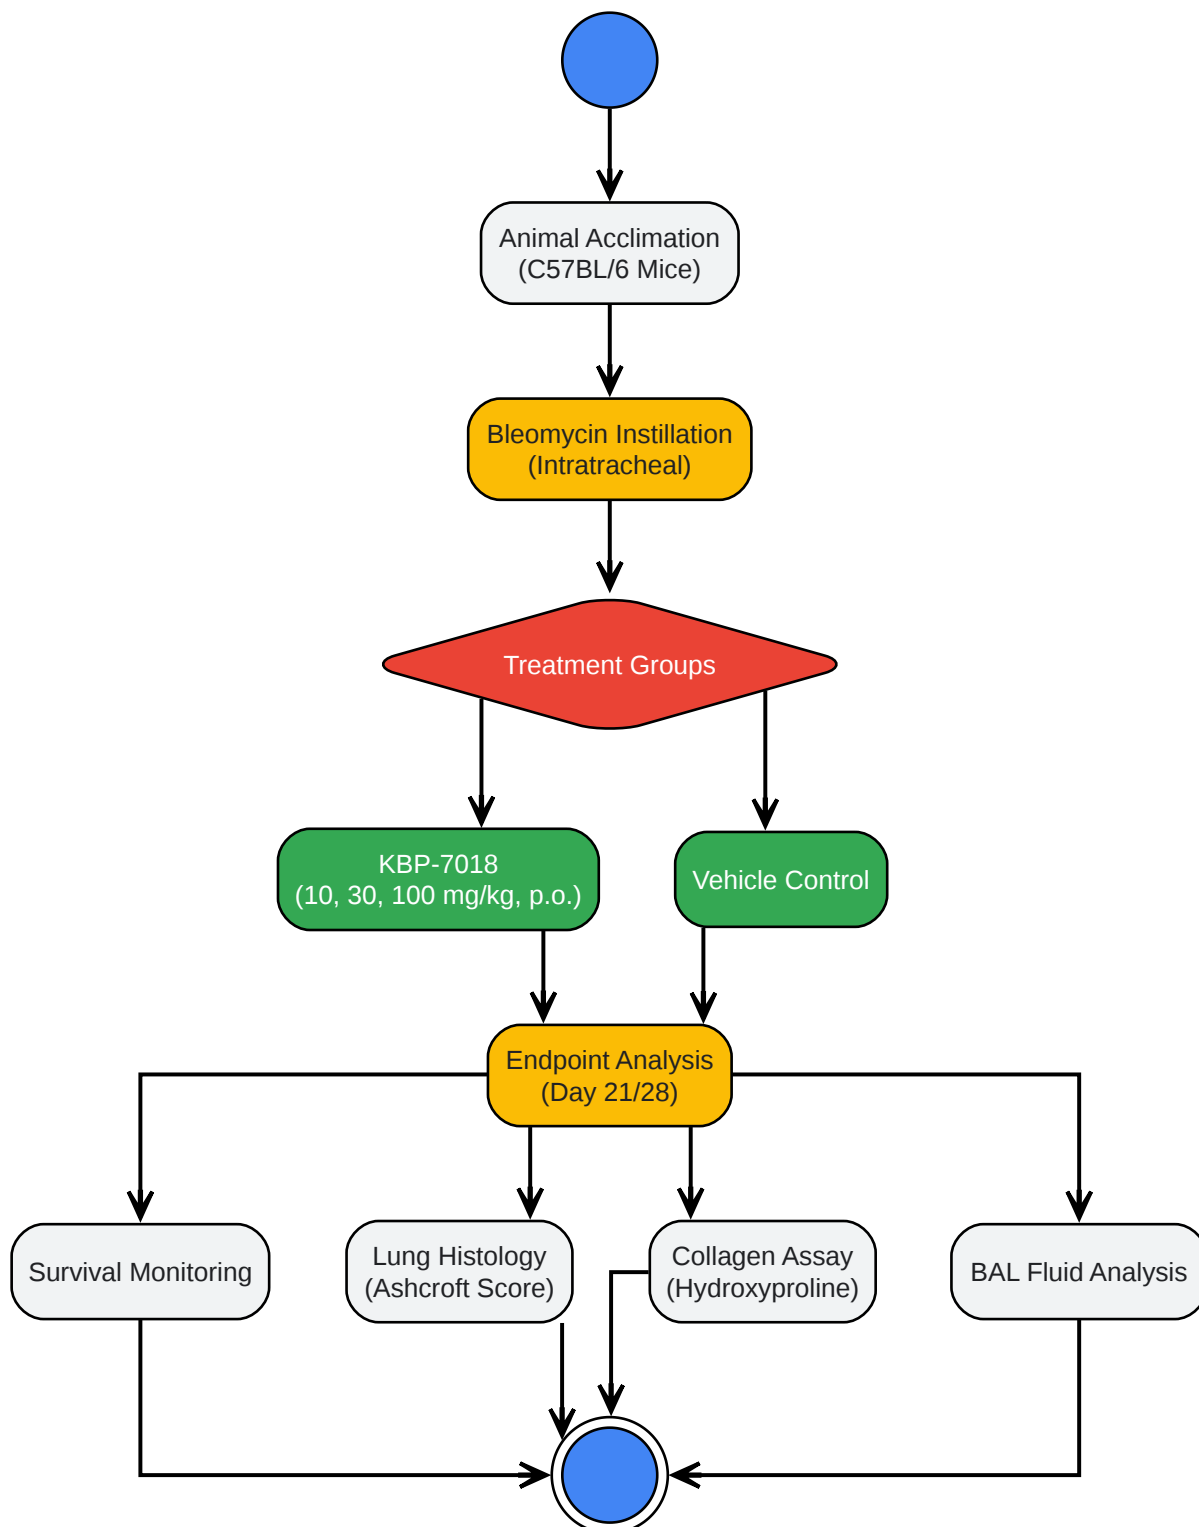 Animal Acclimation
(C57BL/6 Mice)
Bleomycin Instillation
(Intratracheal)
Treatment Groups
KBP-7018
(10, 30, 100 mg/kg, p.o.)
Vehicle Control
Endpoint Analysis
(Day 21/28)
Survival Monitoring
Lung Histology
(Ashcroft Score)
Collagen Assay
(Hydroxyproline)
BAL Fluid Analysis